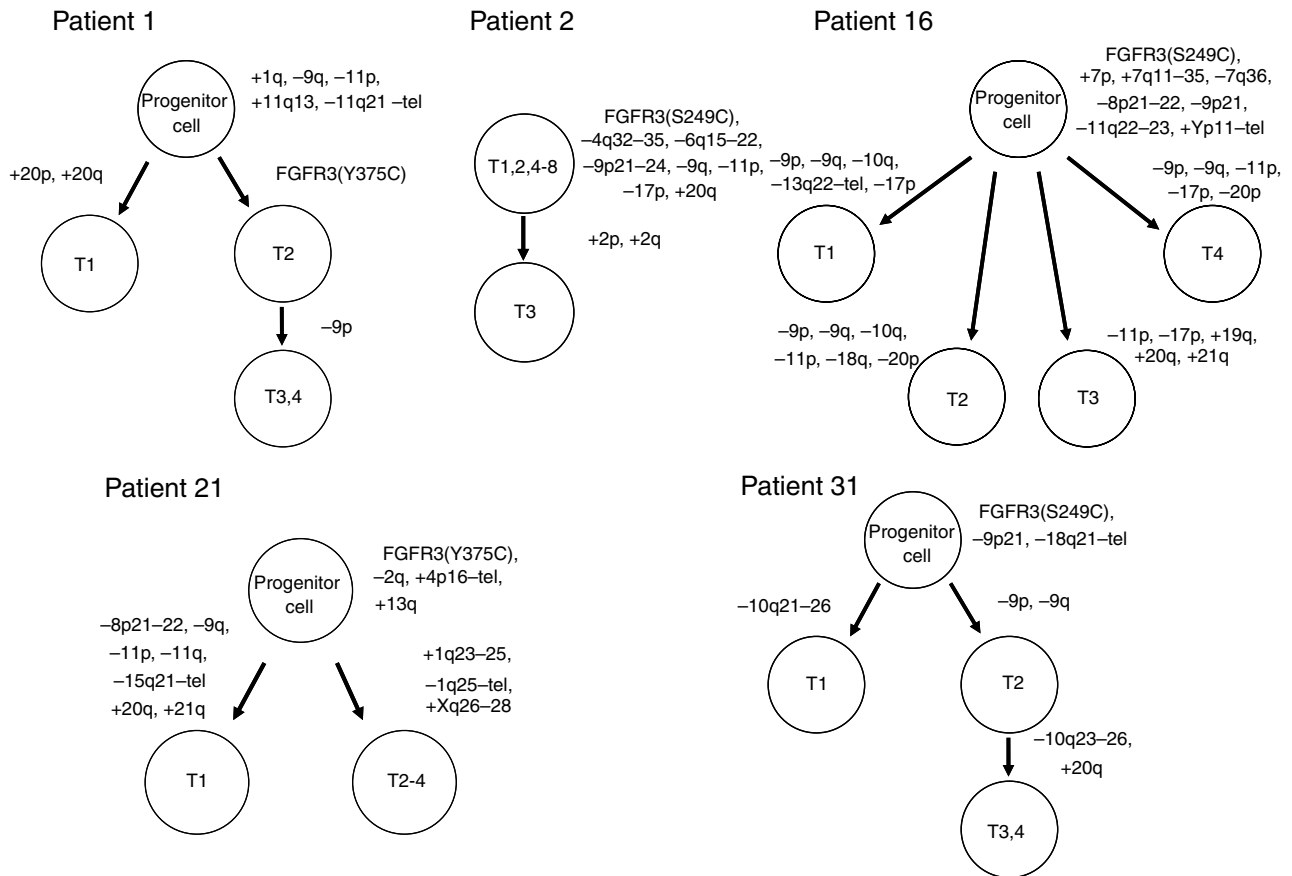 Patient 1
Progenitor
cell
+1q, –9q, –11p,
+11q13, –11q21 –tel
+20p, +20q
FGFR3(Y375C)
T1
T2
–9p
T3,4
Patient 2
T1,2,4-8
FGFR3(S249C),
–4q32–35, –6q15–22,
–9p21–24, –9q, –11p,
–17p, +20q
+2p, +2q
T3
Patient 16
Progenitor
cell
FGFR3(S249C),
+7p, +7q11–35, –7q36,
–8p21–22, –9p21,
–11q22–23, +Yp11–tel
–9p, –9q, –10q,
–13q22–tel, –17p
–9p, –9q, –11p,
–17p, –20p
T1
T4
–9p, –9q, –10q,
–11p, –18q, –20p
–11p, –17p, +19q,
+20q, +21q
T2
T3
Patient 21
Progenitor
cell
FGFR3(Y375C),
–2q, +4p16–tel,
+13q
–8p21–22, –9q,
–11p, –11q,
–15q21–tel
+20q, +21q
+1q23–25,
–1q25–tel,
+Xq26–28
T1
T2-4
Patient 31
Progenitor
cell
FGFR3(S249C),
–9p21, –18q21–tel
–10q21–26
–9p, –9q
T1
T2
–10q23–26,
+20q
T3,4